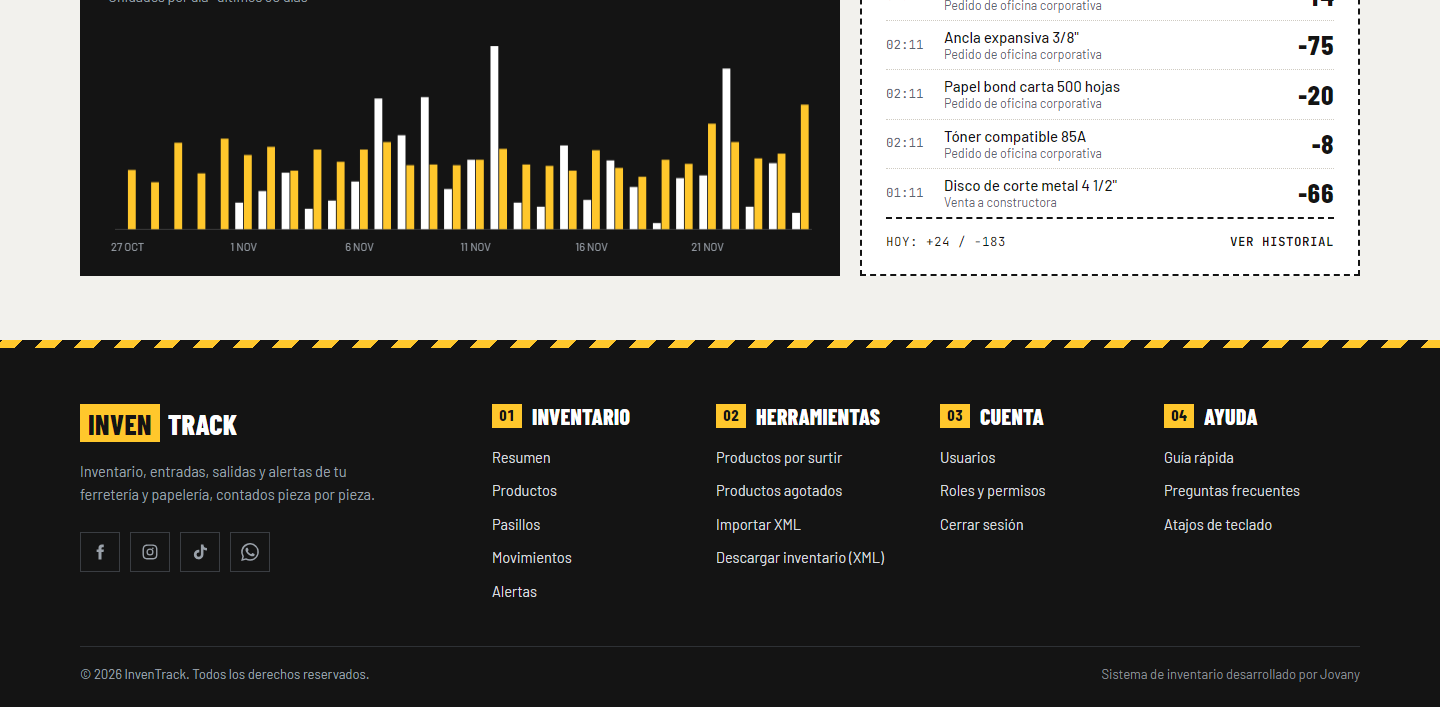 Pedido de oficina corporativa
02:11 Ancla expansiva 3/8" -75
Pedido de oficina corporativa
02:11 Papel bond carta 500 hojas -20
Pedido de oficina corporativa
02:11 Tóner compatible 85A -8
Pedido de oficina corporativa
01:11 Disco de corte metal 4 1/2" -66
Venta a constructora
HOY: +24 / -183 VER HISTORIAL
27 OCT 1 NOV 6 NOV 11 NOV 16 NOV 21 NOV
INVEN TRACK
Inventario, entradas, salidas y alertas de tu
ferretería y papelería, contados pieza por pieza.
01 INVENTARIO
Resumen
Productos
Pasillos
Movimientos
Alertas
02 HERRAMIENTAS
Productos por surtir
Productos agotados
Importar XML
Descargar inventario (XML)
03 CUENTA
Usuarios
Roles y permisos
Cerrar sesión
04 AYUDA
Guía rápida
Preguntas frecuentes
Atajos de teclado
© 2026 InvenTrack. Todos los derechos reservados.
Sistema de inventario desarrollado por Jovany